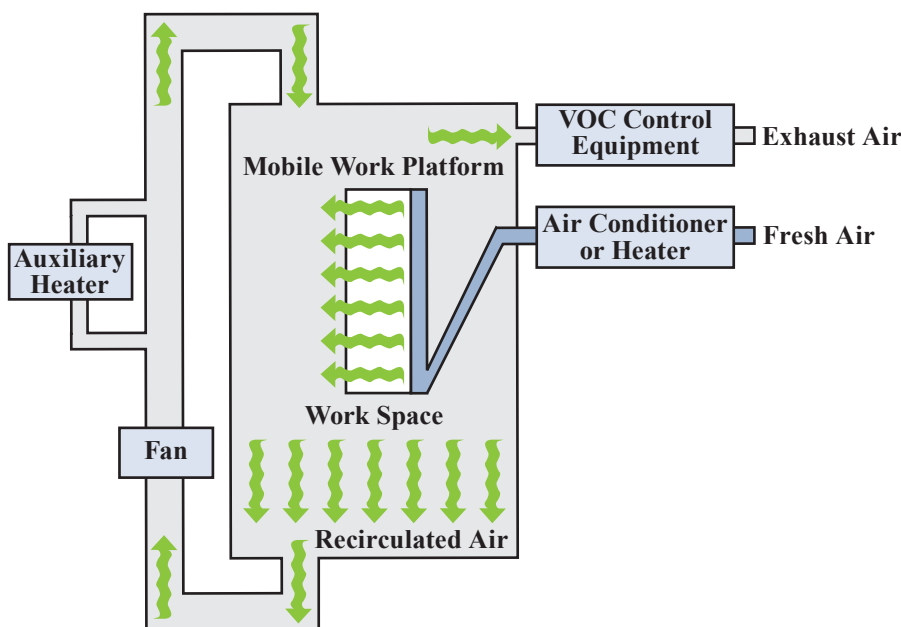 VOC Control
Equipment
Exhaust Air
Mobile Work Platform
Air Conditioner
or Heater
Fresh Air
Auxiliary
Heater
Work Space
Fan
Recirculated Air